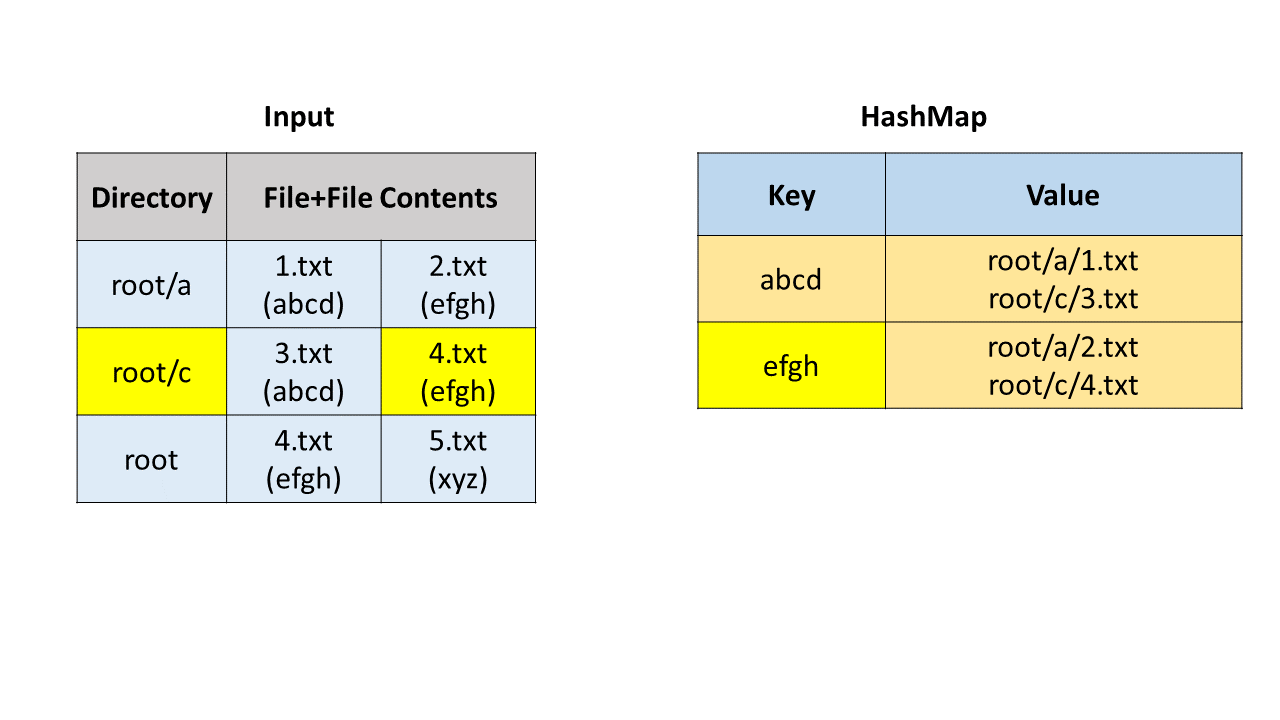 Input
Directory
File+File Contents
root/a
1.txt
(abcd)
2.txt
(efgh)
root/c
3.txt
(abcd)
4.txt
(efgh)
root
4.txt
(efgh)
5.txt
(xyz)
HashMap
Key
Value
abcd
root/a/1.txt
root/c/3.txt
efgh
root/a/2.txt
root/c/4.txt